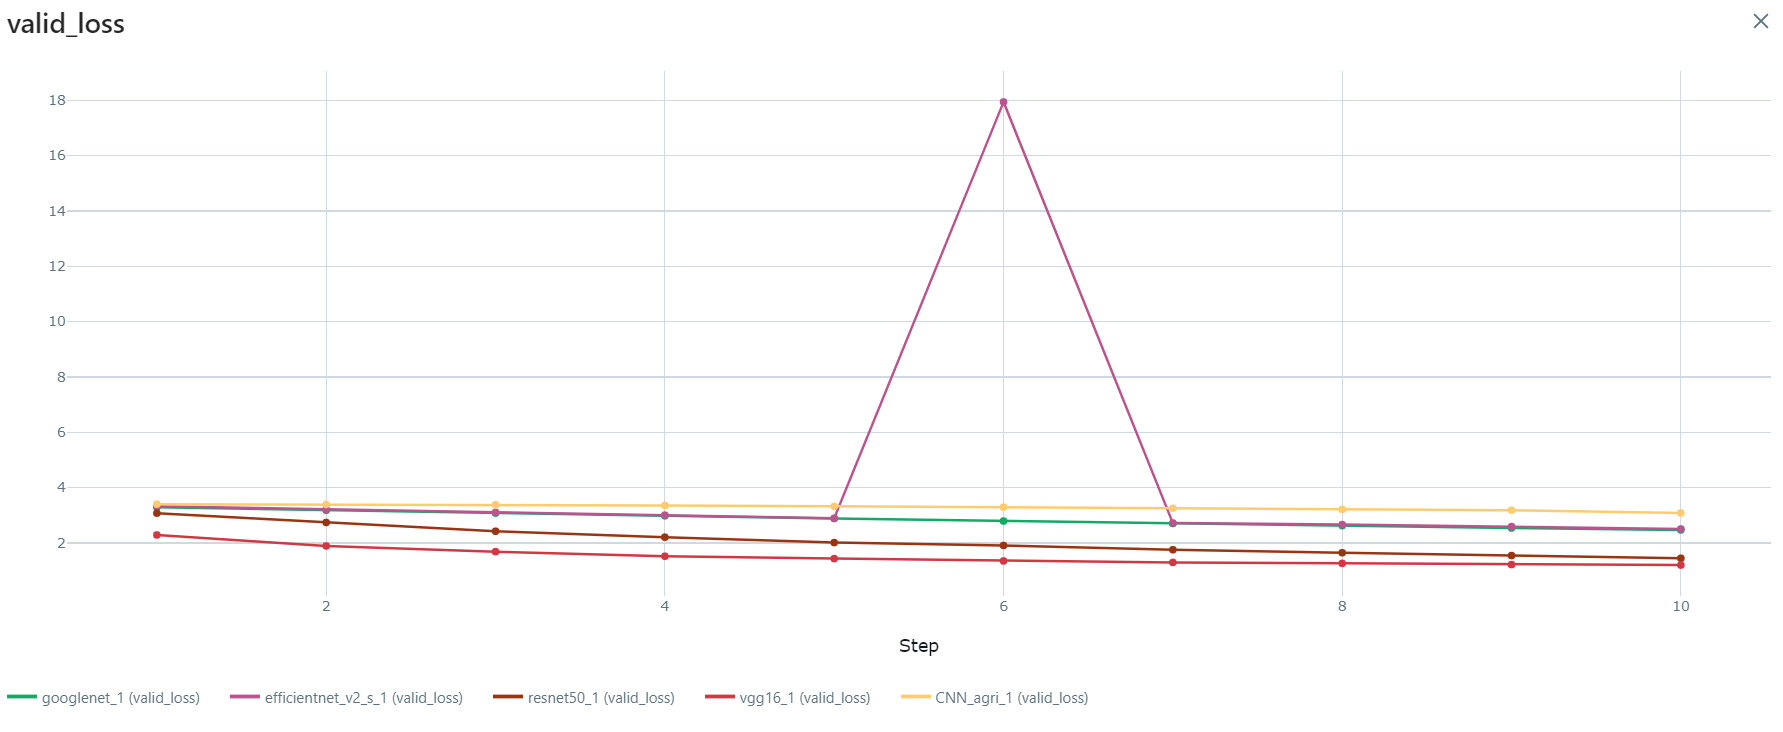 valid_loss
18
16
14
12
10
8
6
4
2
2 4 6 8 10
Step
googlenet_1 (valid_loss) efficientnet_v2_s_1 (valid_loss) resnet50_1 (valid_loss) vgg16_1 (valid_loss) CNN_agri_1 (valid_loss)